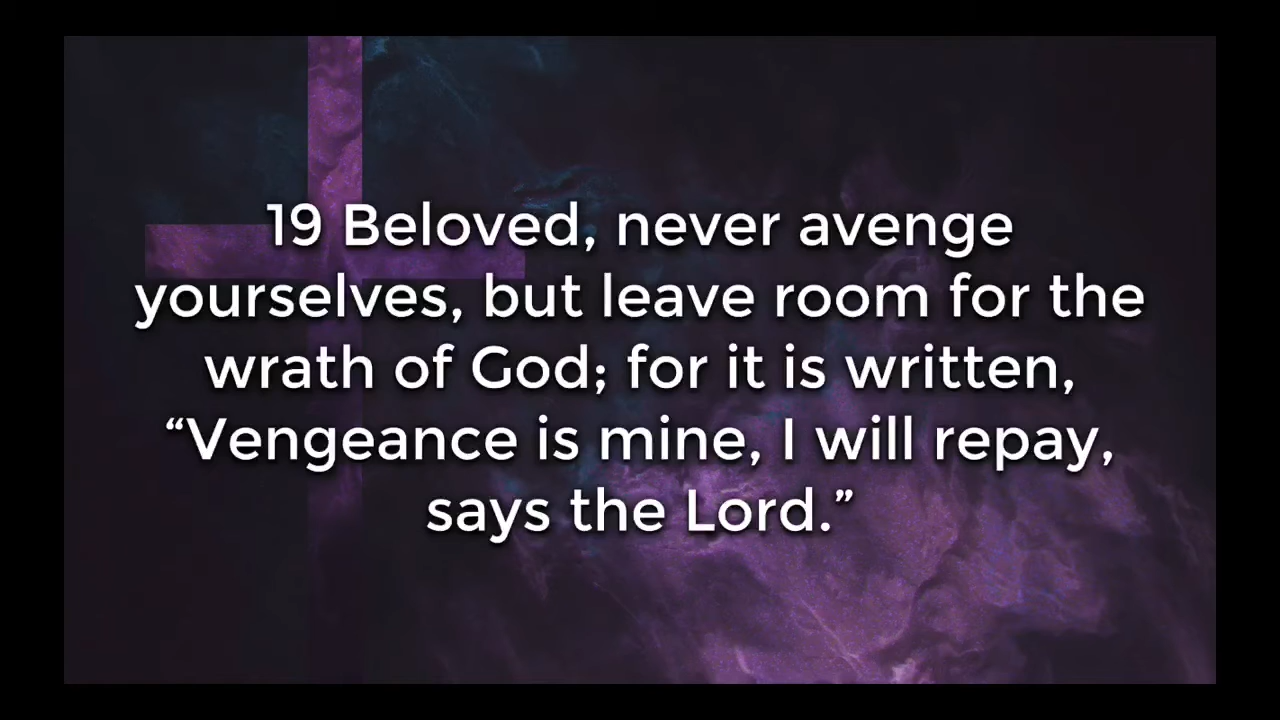 19 Beloved, never avenge
yourselves, but leave room for the
wrath of God; for it is written,
“Vengeance is mine, I will repay,
says the Lord.”